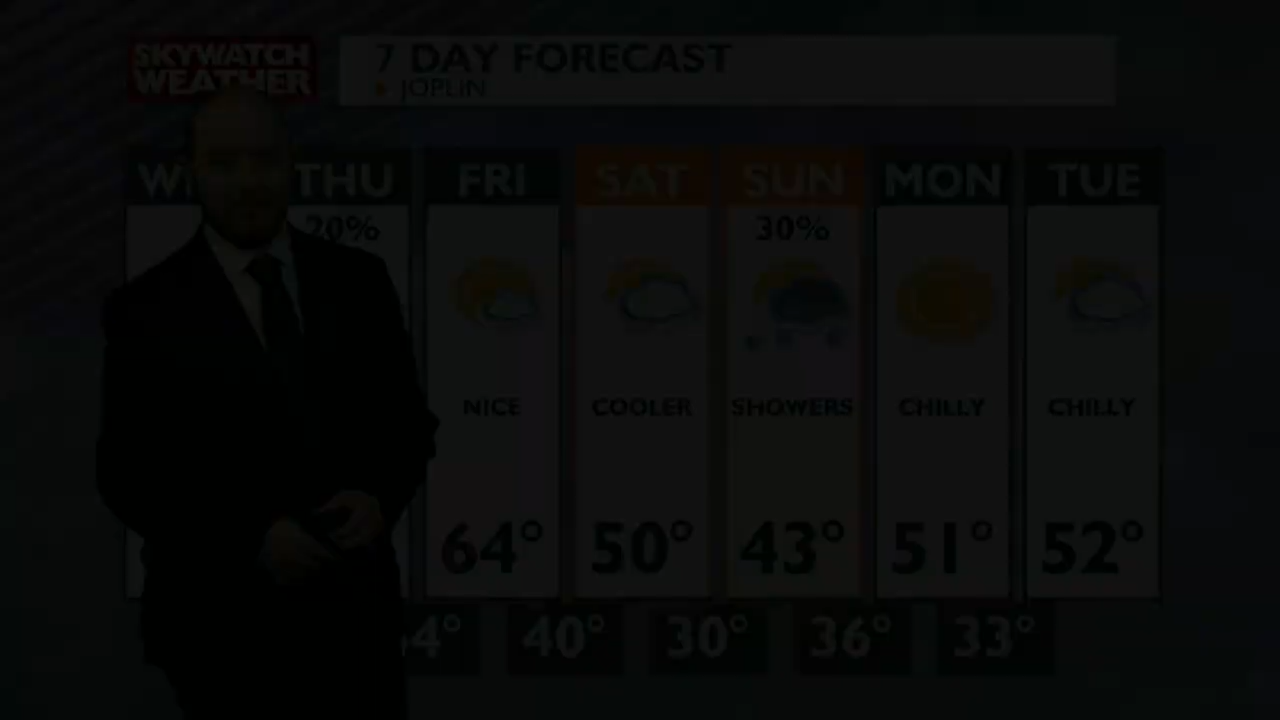 SKYWATCH
WEATHER
7 DAY FORECAST
JOPLIN
THU FRI SAT SUN MON TUE
20% 30%
NICE COOLER SHOWERS CHILLY CHILLY
64° 50° 43° 51° 52°
40° 30° 36° 33°